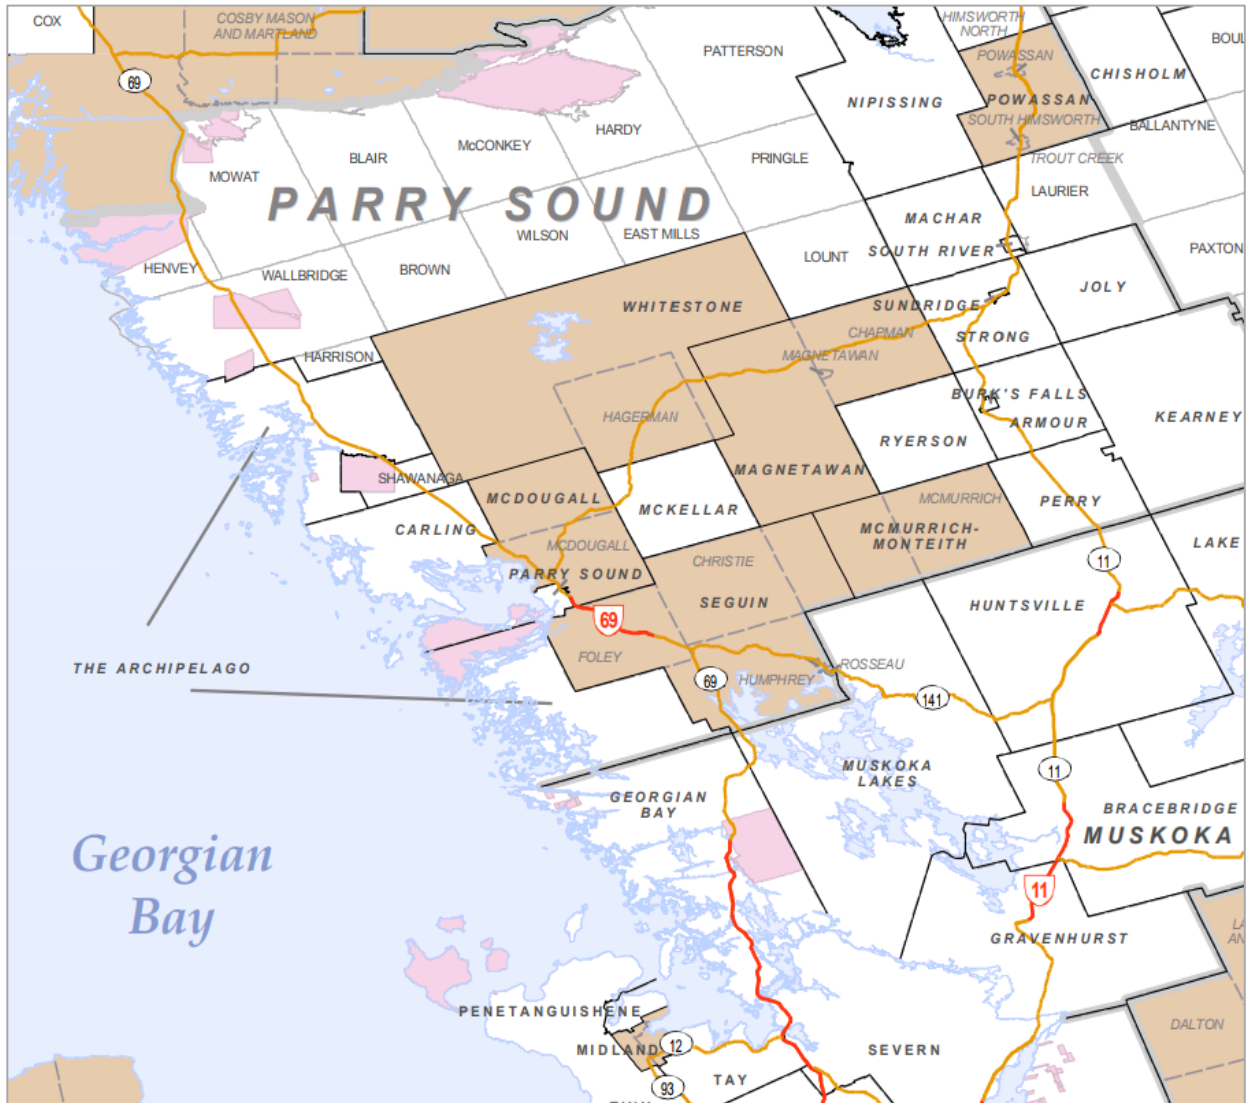 COX
COSBY MASON
AND MARTLAND
HIMSWORTH
NORTH
PATTERSON
POWASSAN
CHISHOLM
69
NIPISSING
POWASSAN
SOUTH HIMSWORTH
BALLANTYNE
HARDY
McCONKEY
BLAIR
PRINGLE
TROUT CREEK
MOWAT
LAURIER
PARRY SOUND
MACHAR
WILSON
EAST MILLS
SOUTH RIVER
PAXTON
LOUNT
HENVEY
WALLBRIDGE
BROWN
JOLY
WHITESTONE
SUNDRIDGE
CHAPMAN
STRONG
HARRISON
MAGNETAWAN
BURK'S FALLS
HAGERMAN
ARMOUR
KEARNEY
RYERSON
SHAWANAGA
MAGNETAWAN
MCDOUGALL
MCMURRICH
PERRY
MCKELLAR
CARLING
MCMURRICH-
MONTEITH
LAKE
MCDOUGALL
CHRISTIE
11
PARRY SOUND
SEGUIN
HUNTSVILLE
69
FOLEY
THE ARCHIPELAGO
ROSSEAU
69
HUMPHREY
141
MUSKOKA
LAKES
11
GEORGIAN
BAY
BRACEBRIDGE
MUSKOKA
Georgian
Bay
11
GRAVENHURST
PENETANGUISHENE
DALTON
MIDLAND
12
SEVERN
TAY
93